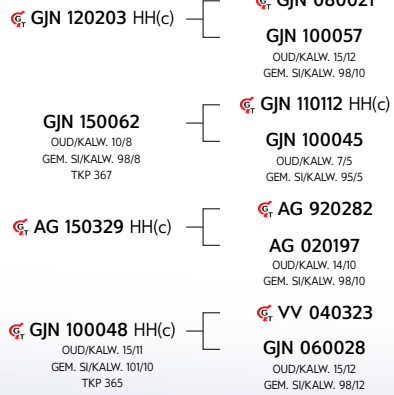 GJN 080021
GJN 120203 HH(c)
GJN 100057
OUD/KALW. 15/12
GEM. SI/KALW. 98/10
GJN 110112 HH(c)
GJN 150062
OUD/KALW. 10/8
GEM. SI/KALW. 98/8
TKP 367
GJN 100045
OUD/KALW. 7/5
GEM. SI/KALW. 95/5
AG 920282
AG 150329 HH(c)
AG 020197
OUD/KALW. 14/10
GEM. SI/KALW. 98/10
VV 040323
GJN 100048 HH(c)
OUD/KALW. 15/11
GEM. SI/KALW. 101/10
TKP 365
GJN 060028
OUD/KALW. 15/12
GEM. SI/KALW. 98/12